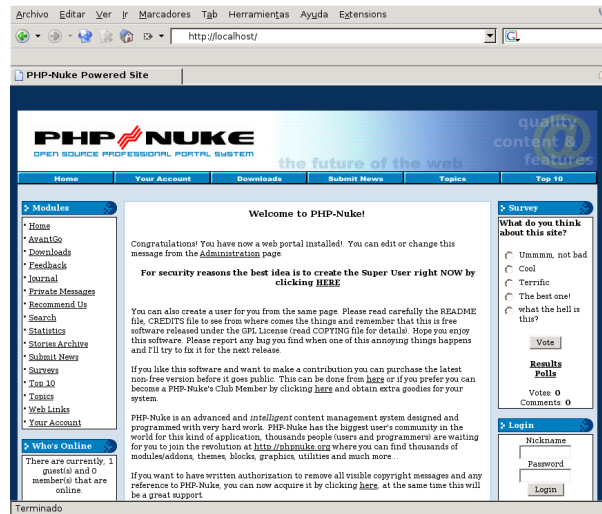 Archivo Editar Ver Ir Marcadores Tab Herramientas Ayuda Extensions
http://localhost/
G
PHP-Nuke Powered Site
PHP NUKE
OPEN SOURCE PROFESSIONAL PORTAL SYSTEM
the future of the web
quality
content &
features
Home Your Account Downloads Submit News Topics Top 10
Modules
• Home
• AvantGo
• Downloads
• Feedback
• Journal
• Private Messages
• Recommend Us
• Search
• Statistics
• Stories Archive
• Submit News
• Surveys
• Top 10
• Topics
• Web Links
• Your Account
Who's Online
There are currently, 1
guest(s) and 0
member(s) that are
online.
Welcome to PHP-Nuke!
Congratulations! You have now a web portal installed!. You can edit or change this
message from the Administration page.
For security reasons the best idea is to create the Super User right NOW by
clicking HERE
You can also create a user for you from the same page. Please read carefully the README
file, CREDITS file to see from where comes the things and remember that this is free
software released under the GPL License (read COPYING file for details). Hope you enjoy
this software. Please report any bug you find when one of this annoying things happens
and I'll try to fix it for the next release.
If you like this software and want to make a contribution you can purchase the latest
non-free version before it goes public. This can be done from here or if you prefer you can
become a PHP-Nuke's Club Member by clicking here and obtain extra goodies for your
system.
PHP-Nuke is an advanced and intelligent content management system designed and
programmed with very hard work. PHP-Nuke has the biggest user's community in the
world for this kind of application, thousands people (users and programmers) are waiting
for you to join the revolution at http://phpnuke.org where you can find thousands of
modules/addons, themes, blocks, graphics, utilities and much more...
If you want to have written authorization to remove all visible copyright messages and any
reference to PHP-Nuke, you can now acquire it by clicking here, at the same time this will
be a great support.
Survey
What do you think
about this site?
Ummmm, not bad
Cool
Terrific
The best one!
what the hell is
this?
Vote
Results
Polls
Votes: 0
Comments: 0
Login
Nickname
Password
Login
Terminado